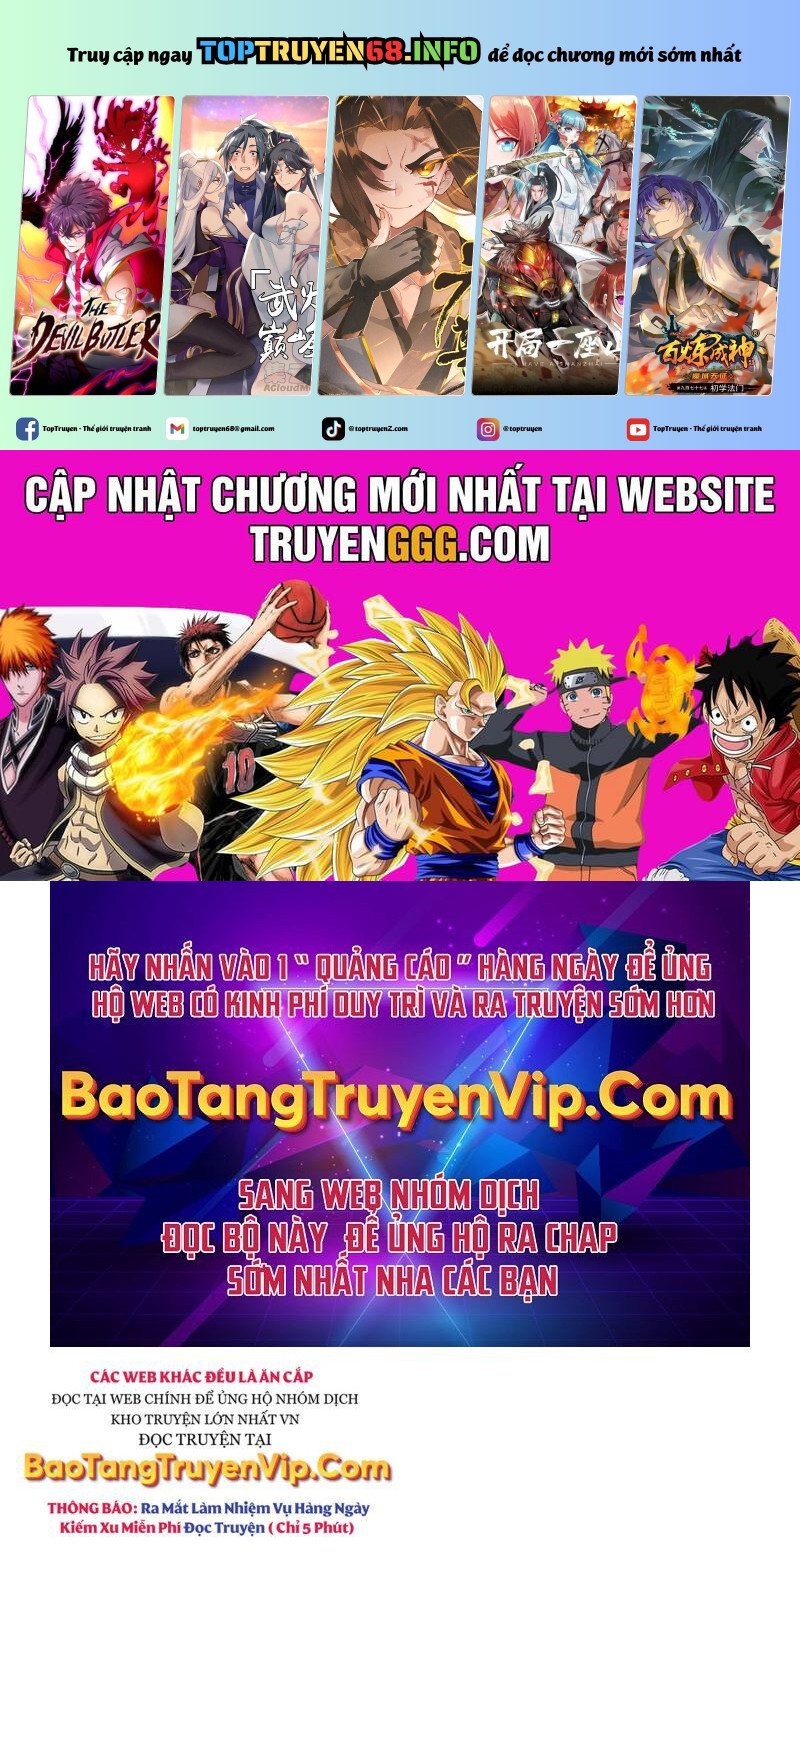 Truy cập ngay TOPTRUYEN68.INFO để đọc chương mới sớm nhất
THE
DEVIL BUTLER
ACloudM
开局一座山
百炼成神
初学法门
TopTruyen - Thế giới truyện tranh
toptruyen68@gmail.com
@toptruyenZ.com
@toptruyen
TopTruyen - Thế giới truyện tranh
CẬP NHẬT CHƯƠNG MỚI NHẤT TẠI WEBSITE
TRUYENGGG.COM
10
HÃY NHẤN VÀO 1 “ QUẢNG CÁO ” HÀNG NGÀY ĐỂ ỦNG
HỘ WEB CÓ KINH PHÍ DUY TRÌ VÀ RA TRUYỆN SỚM HƠN
BaoTangTruyenVip.Com
SANG WEB NHÓM DỊCH
ĐỌC BỘ NÀY ĐỂ ỦNG HỘ RA CHAP
SỚM NHẤT NHA CÁC BẠN
CÁC WEB KHÁC ĐỀU LÀ ĂN CẮP
ĐỌC TẠI WEB CHÍNH ĐỂ ỦNG HỘ NHÓM DỊCH
KHO TRUYỆN LỚN NHẤT VN
ĐỌC TRUYỆN TẠI
BaoTangTruyenVip.Com
THÔNG BÁO: Ra Mắt Làm Nhiệm Vụ Hàng Ngày
Kiếm Xu Miễn Phí Đọc Truyện ( Chỉ 5 Phút)